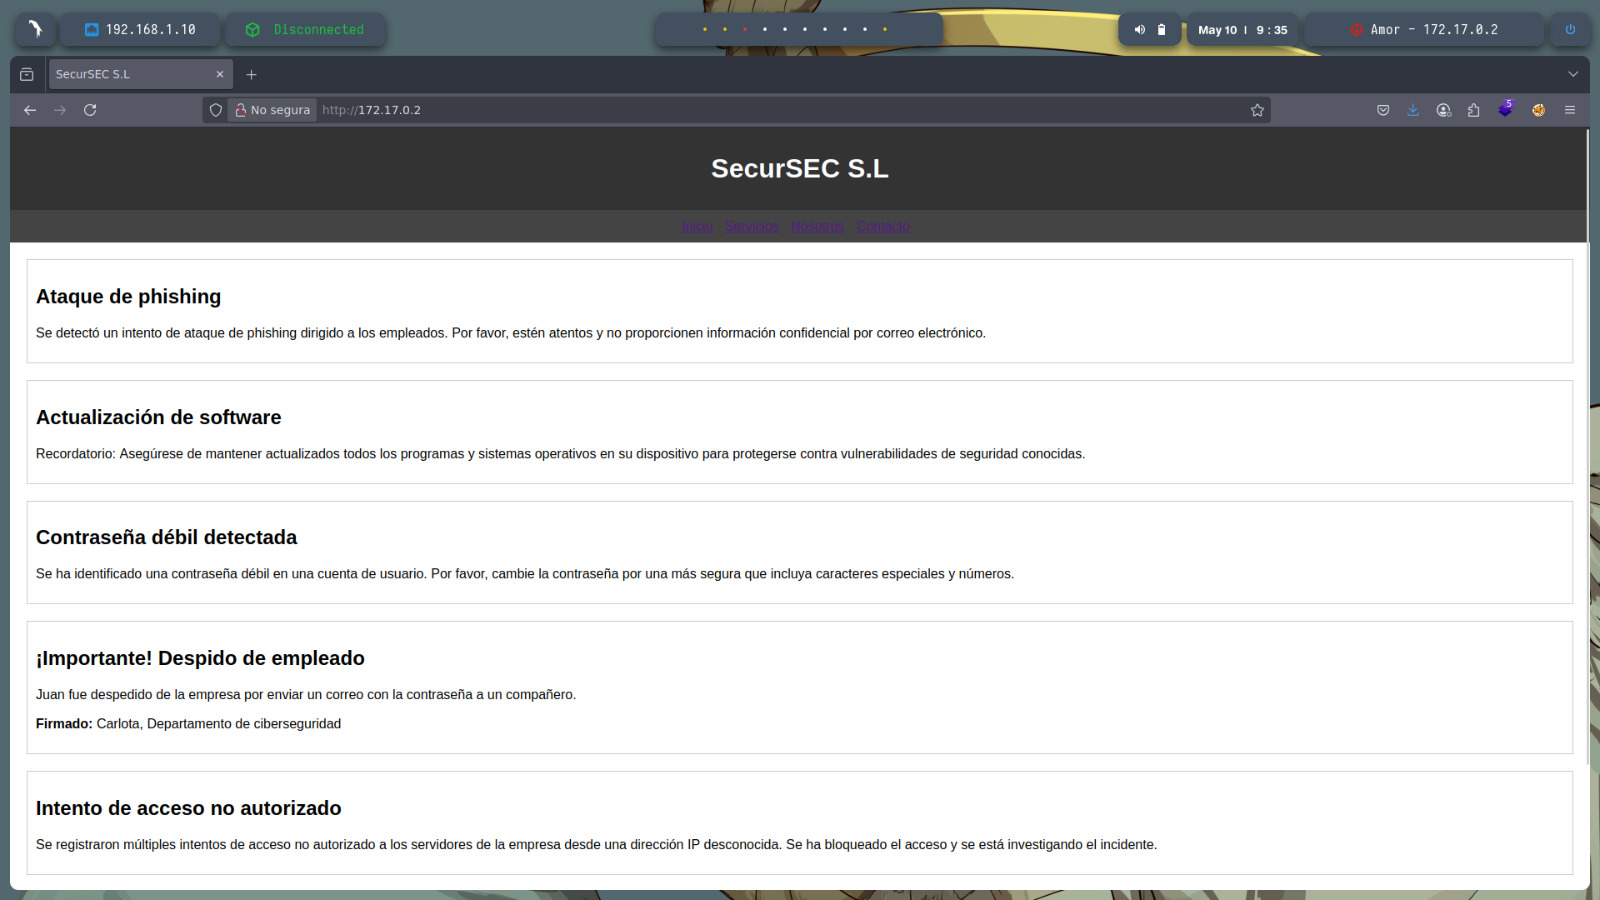 192.168.1.10
Disconnected
May 10 | 9 : 35
Amor - 172.17.0.2
SecurSEC S.L
No segura
http://172.17.0.2
5
SecurSEC S.L
Inicio Servicios Nosotros Contacto
Ataque de phishing
Se detectó un intento de ataque de phishing dirigido a los empleados. Por favor, estén atentos y no proporcionen información confidencial por correo electrónico.
Actualización de software
Recordatorio: Asegúrese de mantener actualizados todos los programas y sistemas operativos en su dispositivo para protegerse contra vulnerabilidades de seguridad conocidas.
Contraseña débil detectada
Se ha identificado una contraseña débil en una cuenta de usuario. Por favor, cambie la contraseña por una más segura que incluya caracteres especiales y números.
¡Importante! Despido de empleado
Juan fue despedido de la empresa por enviar un correo con la contraseña a un compañero.
Firmado: Carlota, Departamento de ciberseguridad
Intento de acceso no autorizado
Se registraron múltiples intentos de acceso no autorizado a los servidores de la empresa desde una dirección IP desconocida. Se ha bloqueado el acceso y se está investigando el incidente.